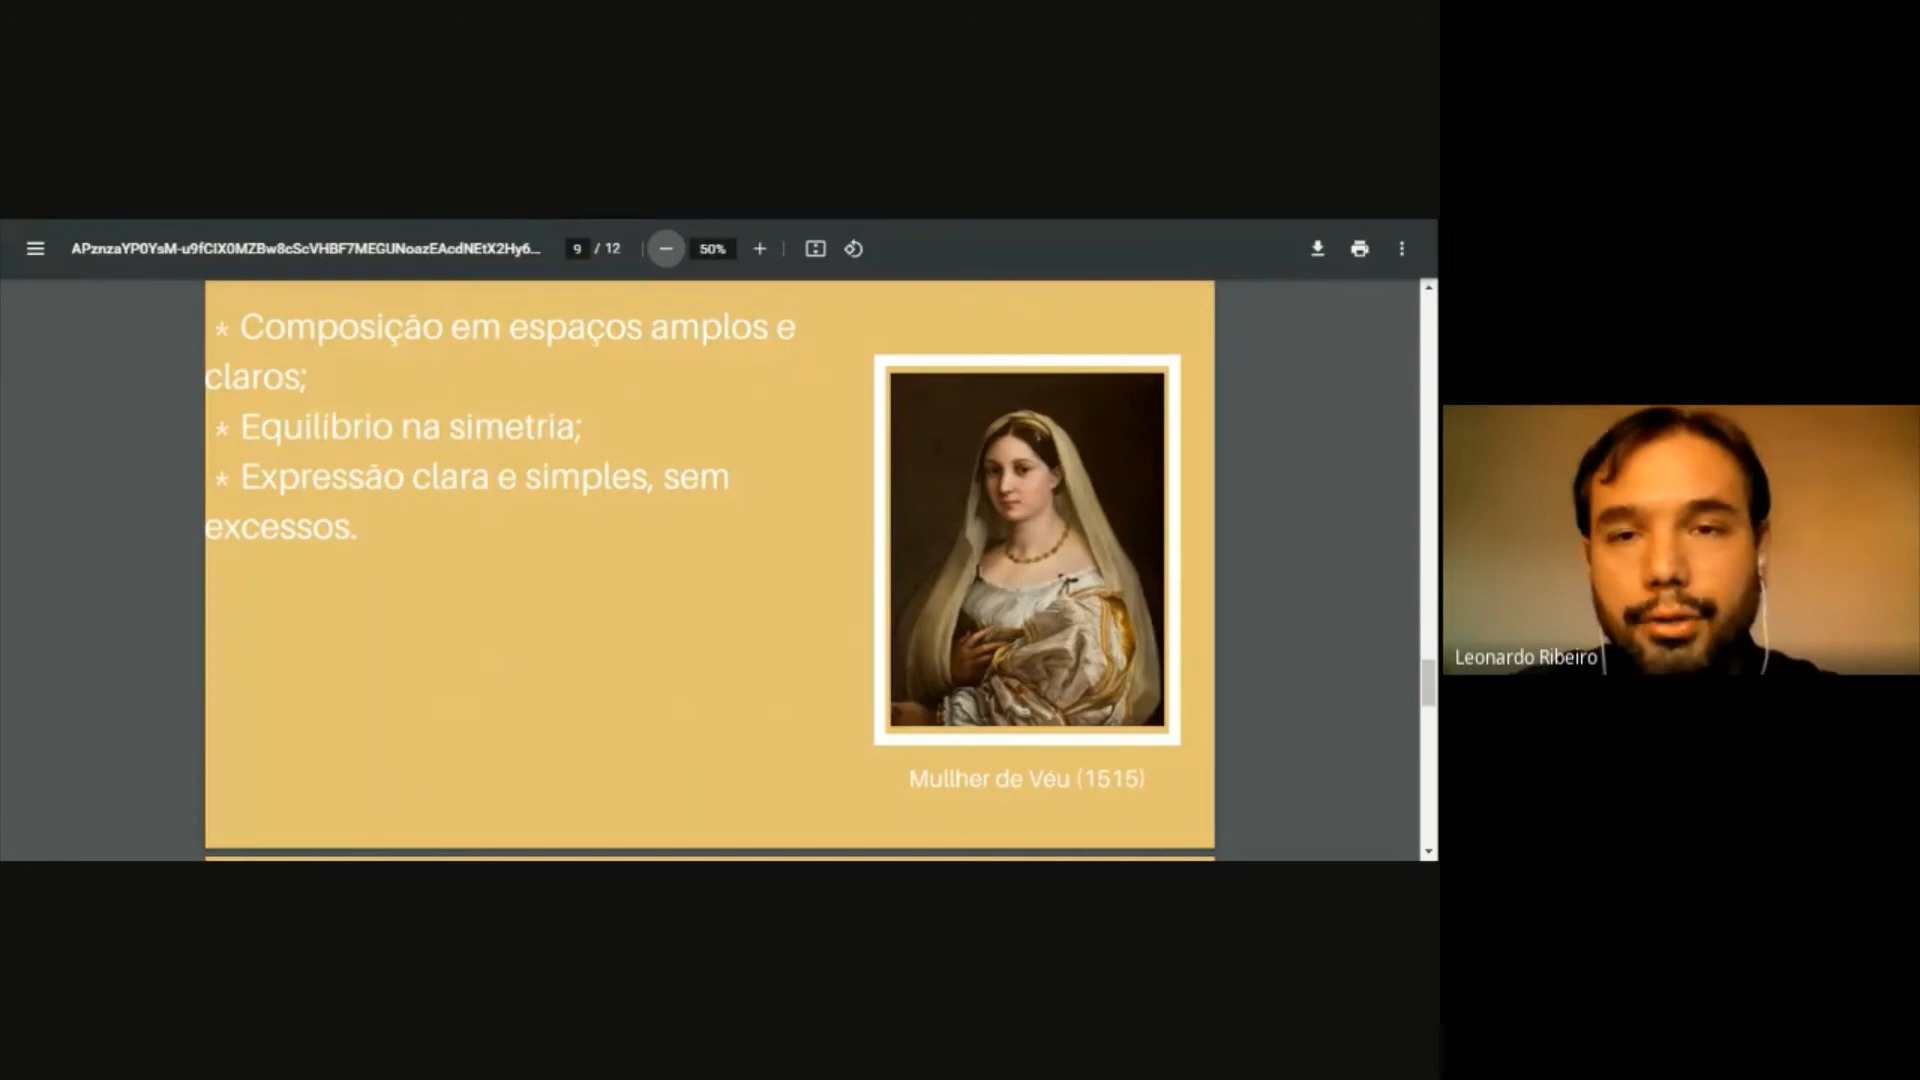 APznzaYP0YsM-u9fClX0MZBw8cScVHBF7MEGUNoazEAcdNEtX2Hy6...
9 / 12
50%
* Composição em espaços amplos e
claros;
* Equilíbrio na simetria;
* Expressão clara e simples, sem
excessos.
Mullher de Véu (1515)
Leonardo Ribeiro